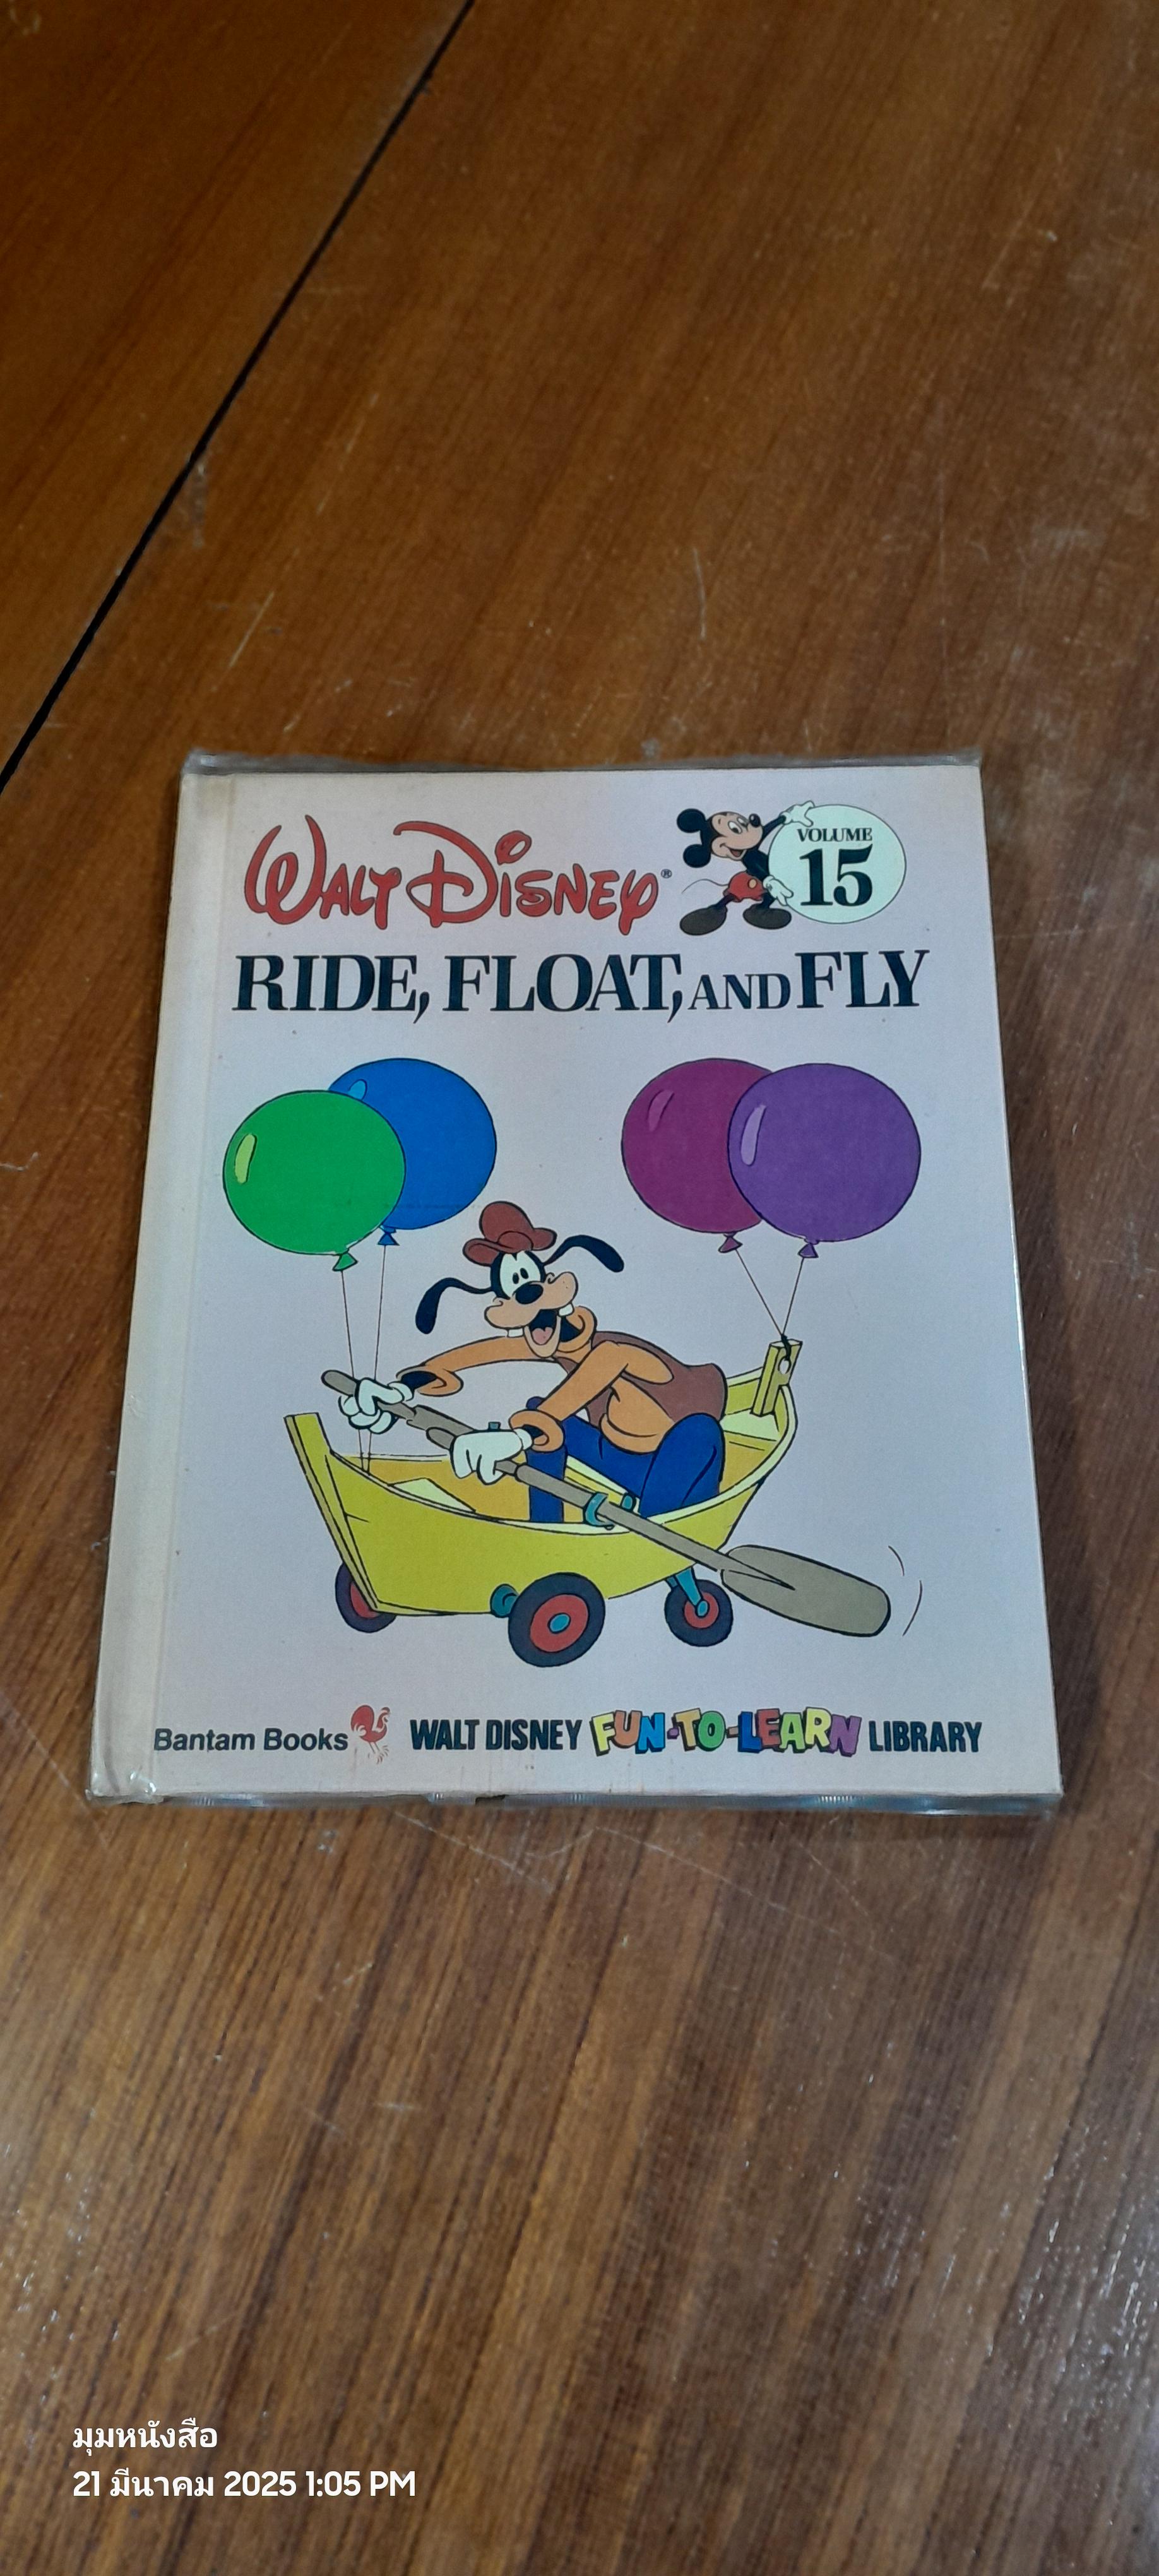 WALT DISNEY®
VOLUME
15
RIDE, FLOAT, AND FLY
Bantam Books WALT DISNEY FUN-TO-LEARN LIBRARY
มุมหนังสือ
21 มีนาคม 2025 1:05 PM